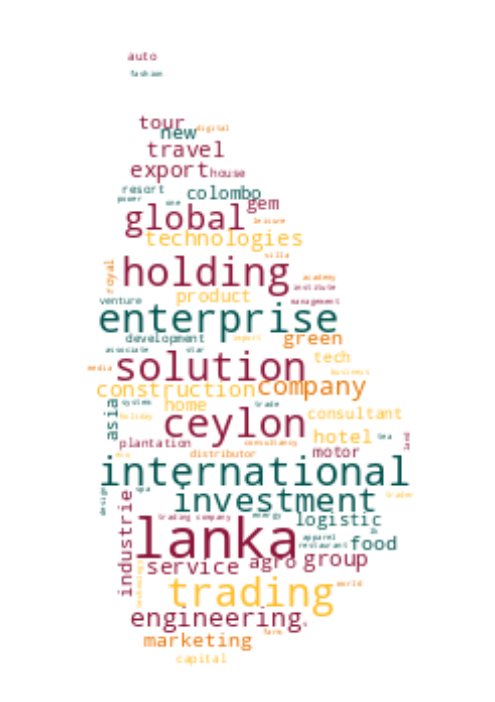 auto
fashion
tour
new
digital
travel
export
house
resort
colombo
power
one
gem
global
leisure
technologies
villa
holding
royal
academy
institute
product
venture
management
enterprise
development
green
import
associate
star
tech
solution
media
business
construction
company
home
asia
system
trade
holiday
ceylon
consultant
hotel
tea
land
plantation
consultancy
motor
eco
distributor
international
spa
design
investment
trader
industrie
trading company
energy
logistic
lanka
apparel
restaurant
food
service
agro
group
world
trading
engineering
farm
marketing
capital